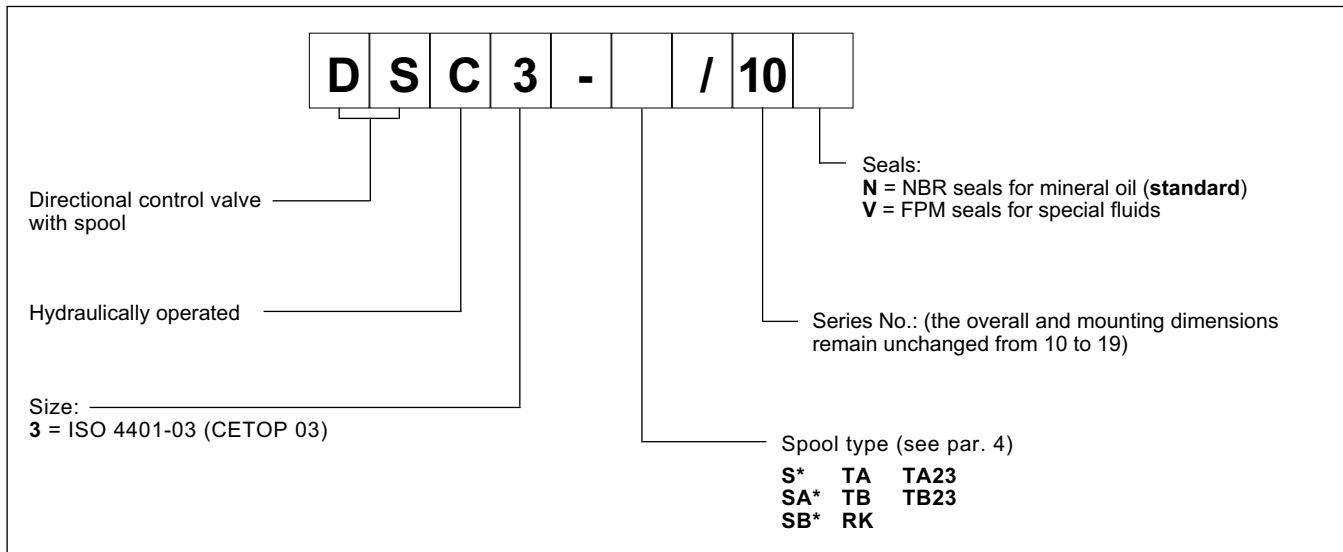 D S C 3 - / 10
Directional control valve
with spool
Hydraulically operated
Size:
3 = ISO 4401-03 (CETOP 03)
Seals:
N = NBR seals for mineral oil (standard)
V = FPM seals for special fluids
Series No.: (the overall and mounting dimensions
remain unchanged from 10 to 19)
Spool type (see par. 4)
S* TA TA23
SA* TB TB23
SB* RK